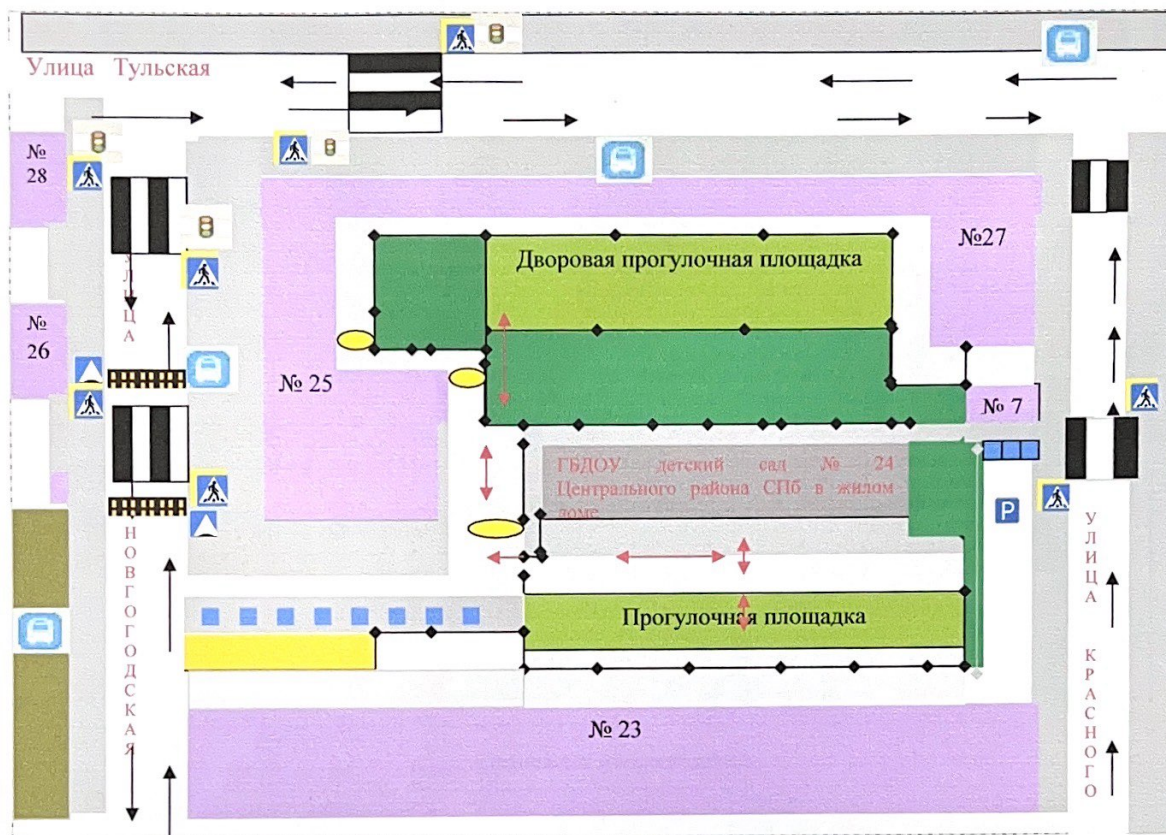 Улица Тульская
№
28
№27
Дворовая прогулочная площадка
УЛИЦА
№
26
№ 25
№ 7
ГБДОУ детский сад № 24
Центрального района СПб в жилом
доме
P
НОВГОГОДСКАЯ
УЛИЦА КРАСНОГО
Прогулочная площадка
№ 23